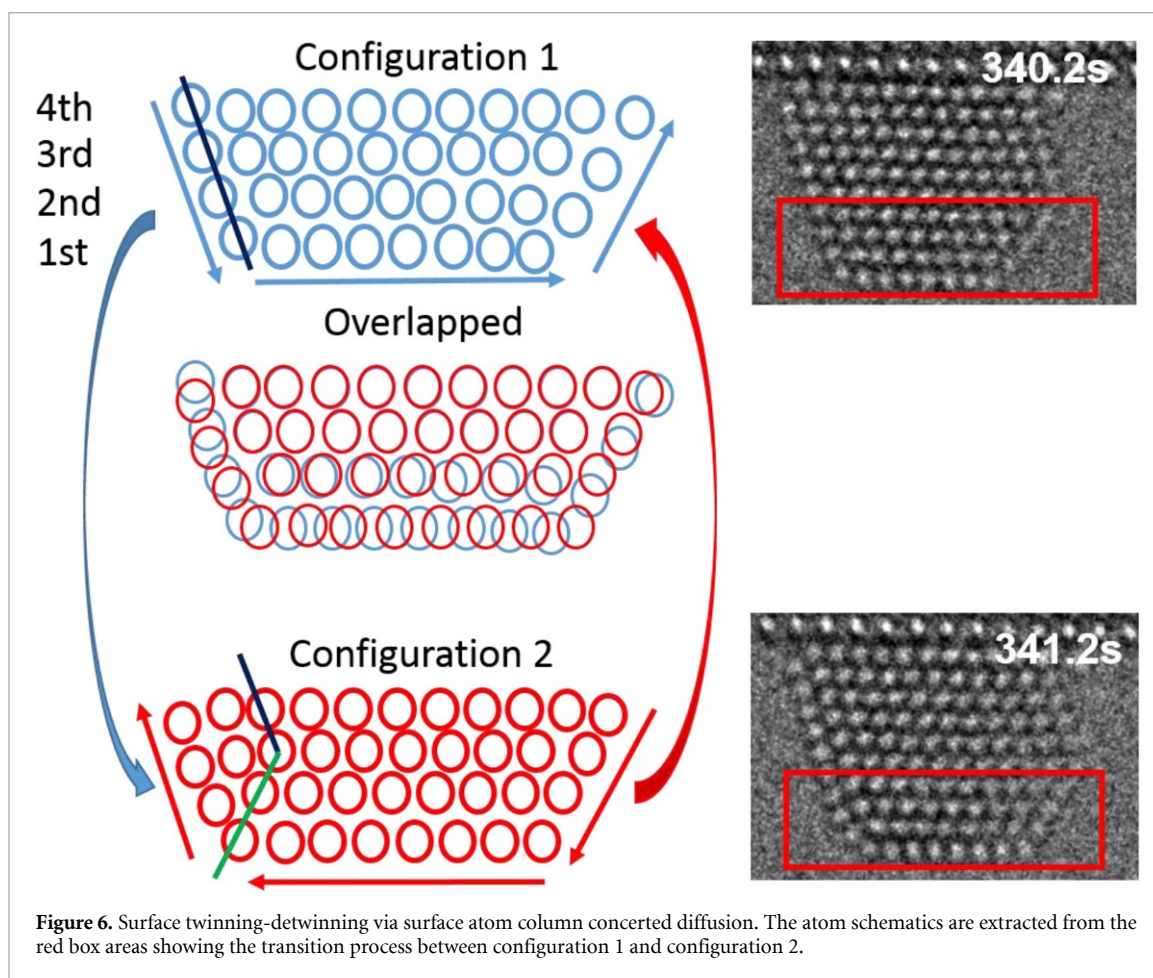 Configuration 1
4th
3rd
2nd
1st
340.2s
Overlapped
Configuration 2
341.2s
Figure 6. Surface twinning-detwinning via surface atom column concerted diffusion. The atom schematics are extracted from the
red box areas showing the transition process between configuration 1 and configuration 2.